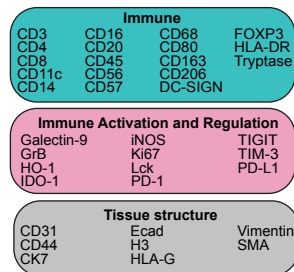 Immune
CD3 CD16 CD68 FOXP3
CD4 CD20 CD80 HLA-DR
CD8 CD45 CD163 Tryptase
CD11c CD56 CD206
CD14 CD57 DC-SIGN
Immune Activation and Regulation
Galectin-9 iNOS TIGIT
GrB Ki67 TIM-3
HO-1 Lck PD-L1
IDO-1 PD-1
Tissue structure
CD31 Ecad Vimentin
CD44 H3 SMA
CK7 HLA-G